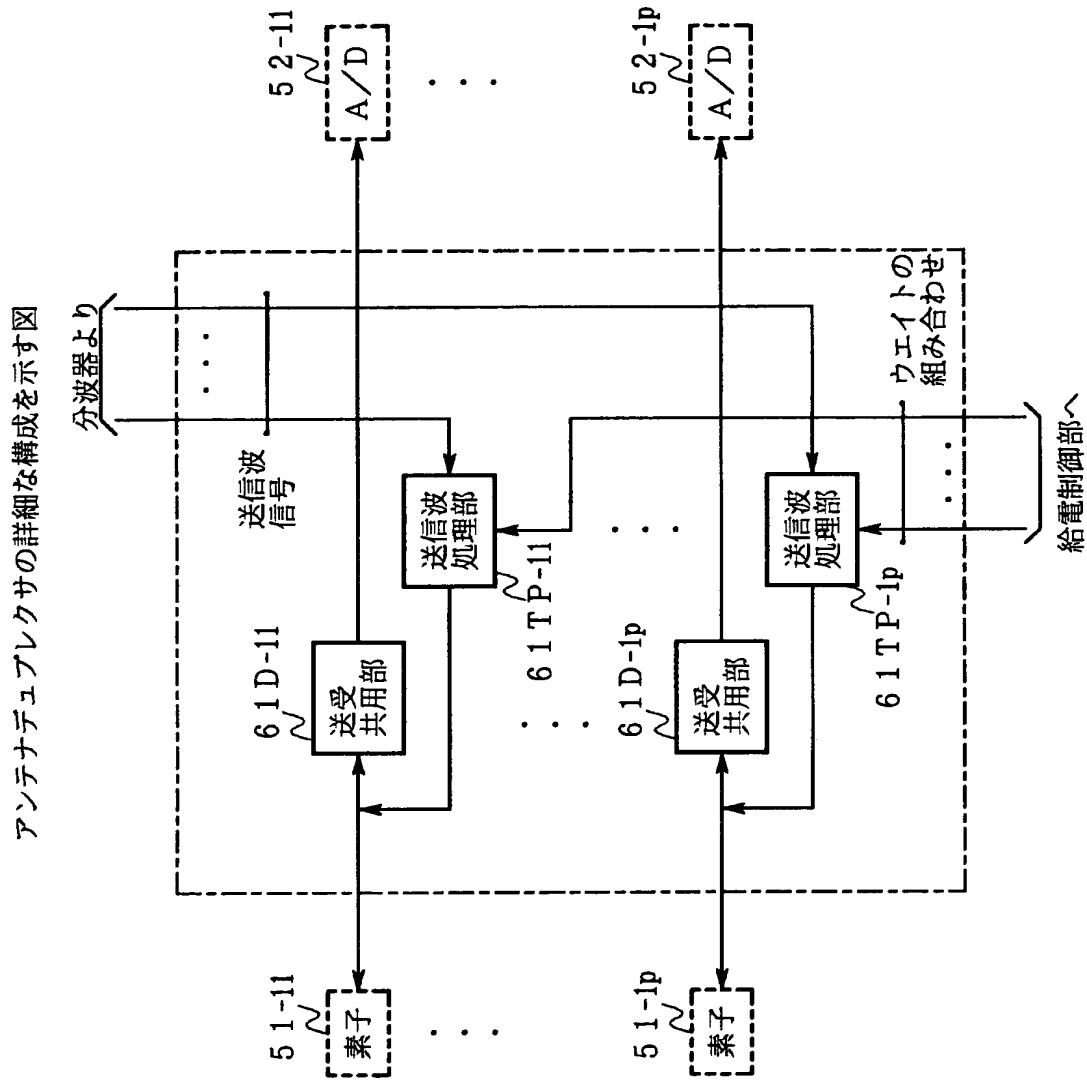 アンテナデュプレクサの詳細な構成を示す図
分波器より
送信波
信号
51-11
素子
61D-11
送受
共用部
送信波
処理部
61TP-11
52-11
A/D
51-1p
素子
61D-1p
送受
共用部
送信波
処理部
61TP-1p
52-1p
A/D
ウエイトの
組み合わせ
給電制御部へ